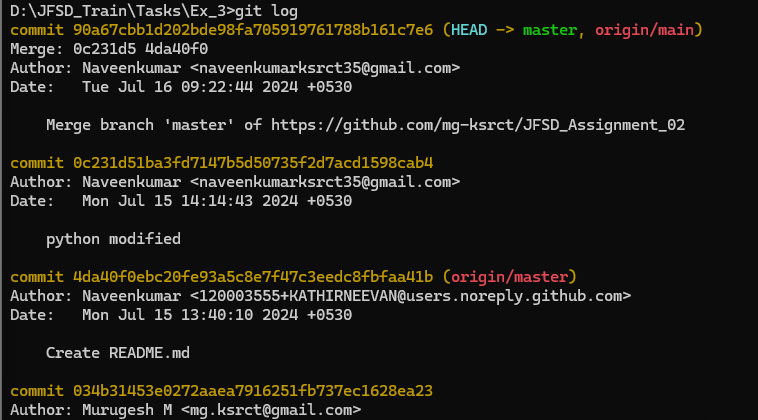 D:\JFSD_Train\Tasks\Ex_3>git log
commit 90a67cbb1d202bde98fa705919761788b161c7e6 (HEAD -> master, origin/main)
Merge: 0c231d5 4da40f0
Author: Naveenkumar <naveenkumarksrct35@gmail.com>
Date:   Tue Jul 16 09:22:44 2024 +0530
Merge branch 'master' of https://github.com/mg-ksrct/JFSD_Assignment_02
commit 0c231d51ba3fd7147b5d50735f2d7acd1598cab4
Author: Naveenkumar <naveenkumarksrct35@gmail.com>
Date:   Mon Jul 15 14:14:43 2024 +0530
python modified
commit 4da40f0ebc20fe93a5c8e7f47c3eedc8fbfaa41b (origin/master)
Author: Naveenkumar <120003555+KATHIRNEEVAN@users.noreply.github.com>
Date:   Mon Jul 15 13:40:10 2024 +0530
Create README.md
commit 034b31453e0272aaea7916251fb737ec1628ea23
Author: Murugesh M <mg.ksrct@gmail.com>